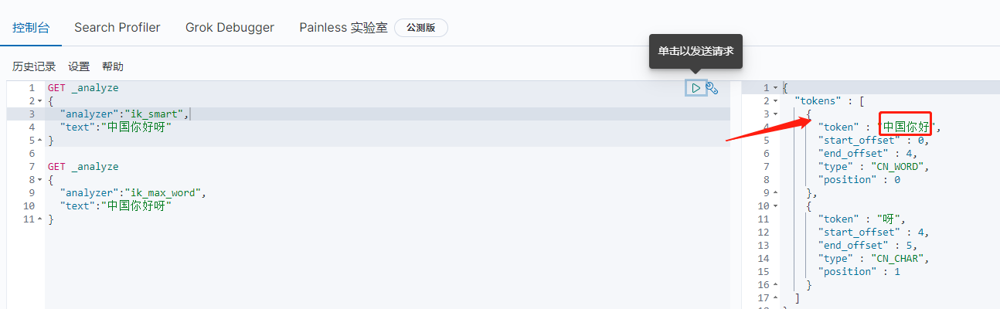 控制台 Search Profiler Grok Debugger Painless 实验室 公测版
单击以发送请求
历史记录 设置 帮助
1 GET _analyze
2 {
3 "analyzer":"ik_smart",
4 "text":"中国你好呀"
5 }
6
7 GET _analyze
8 {
9 "analyzer":"ik_max_word",
10 "text":"中国你好呀"
11 }
1 {
2 "tokens" : [
3 {
4 "token" : "中国你好",
5 "start_offset" : 0,
6 "end_offset" : 4,
7 "type" : "CN_WORD",
8 "position" : 0
9 },
10 {
11 "token" : "呀",
12 "start_offset" : 4,
13 "end_offset" : 5,
14 "type" : "CN_CHAR",
15 "position" : 1
16 }
17 ]